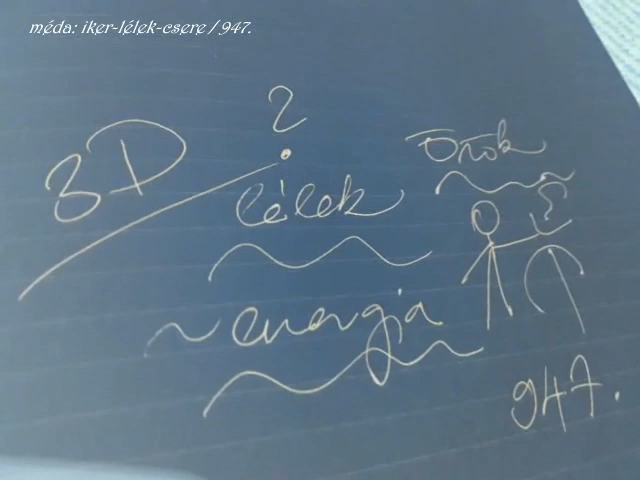 méda: iker-lélek-csere / 947.
3D
?
Örök
lélek
~ energia
947.